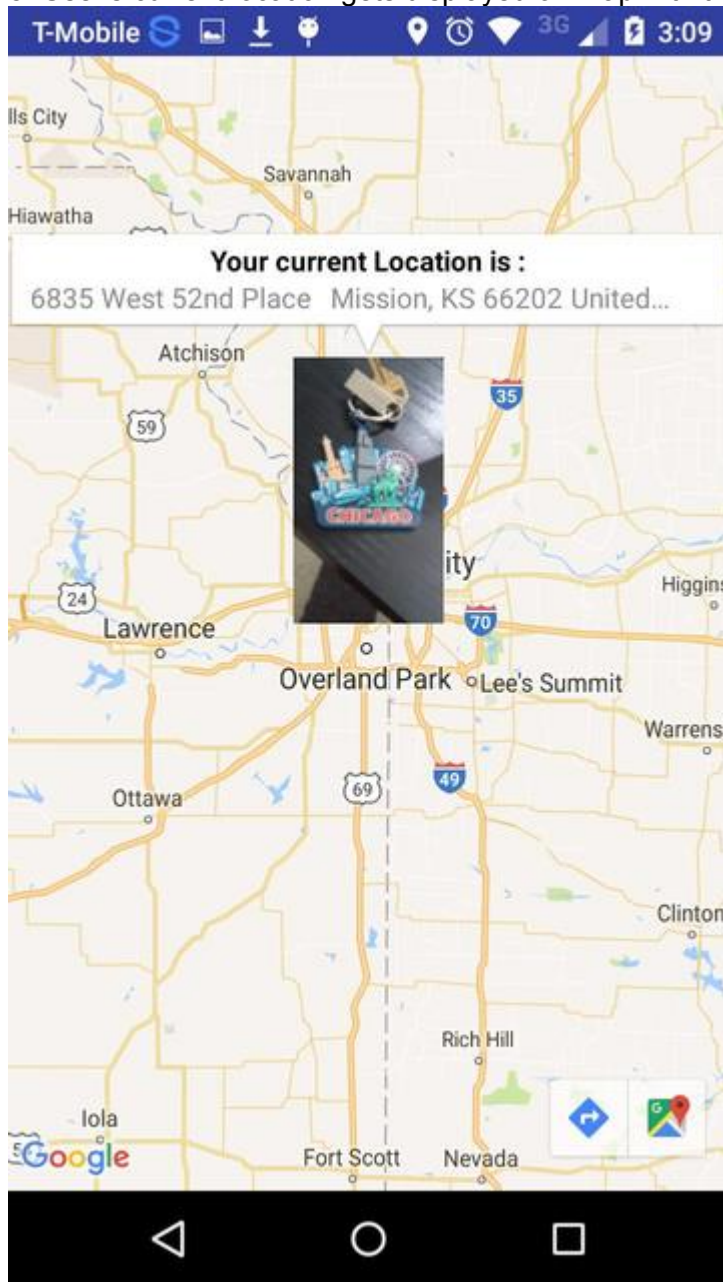 T-Mobile 3G 3:09
lls City
Savannah
Hiawatha
Your current Location is :
6835 West 52nd Place Mission, KS 66202 United...
Atchison
35
59
CHICAGO
ity
24
Higgins
70
Lawrence
Overland Park
Lee's Summit
Warrens
49
69
Ottawa
Clinton
Rich Hill
Iola
Google
Fort Scott
Nevada